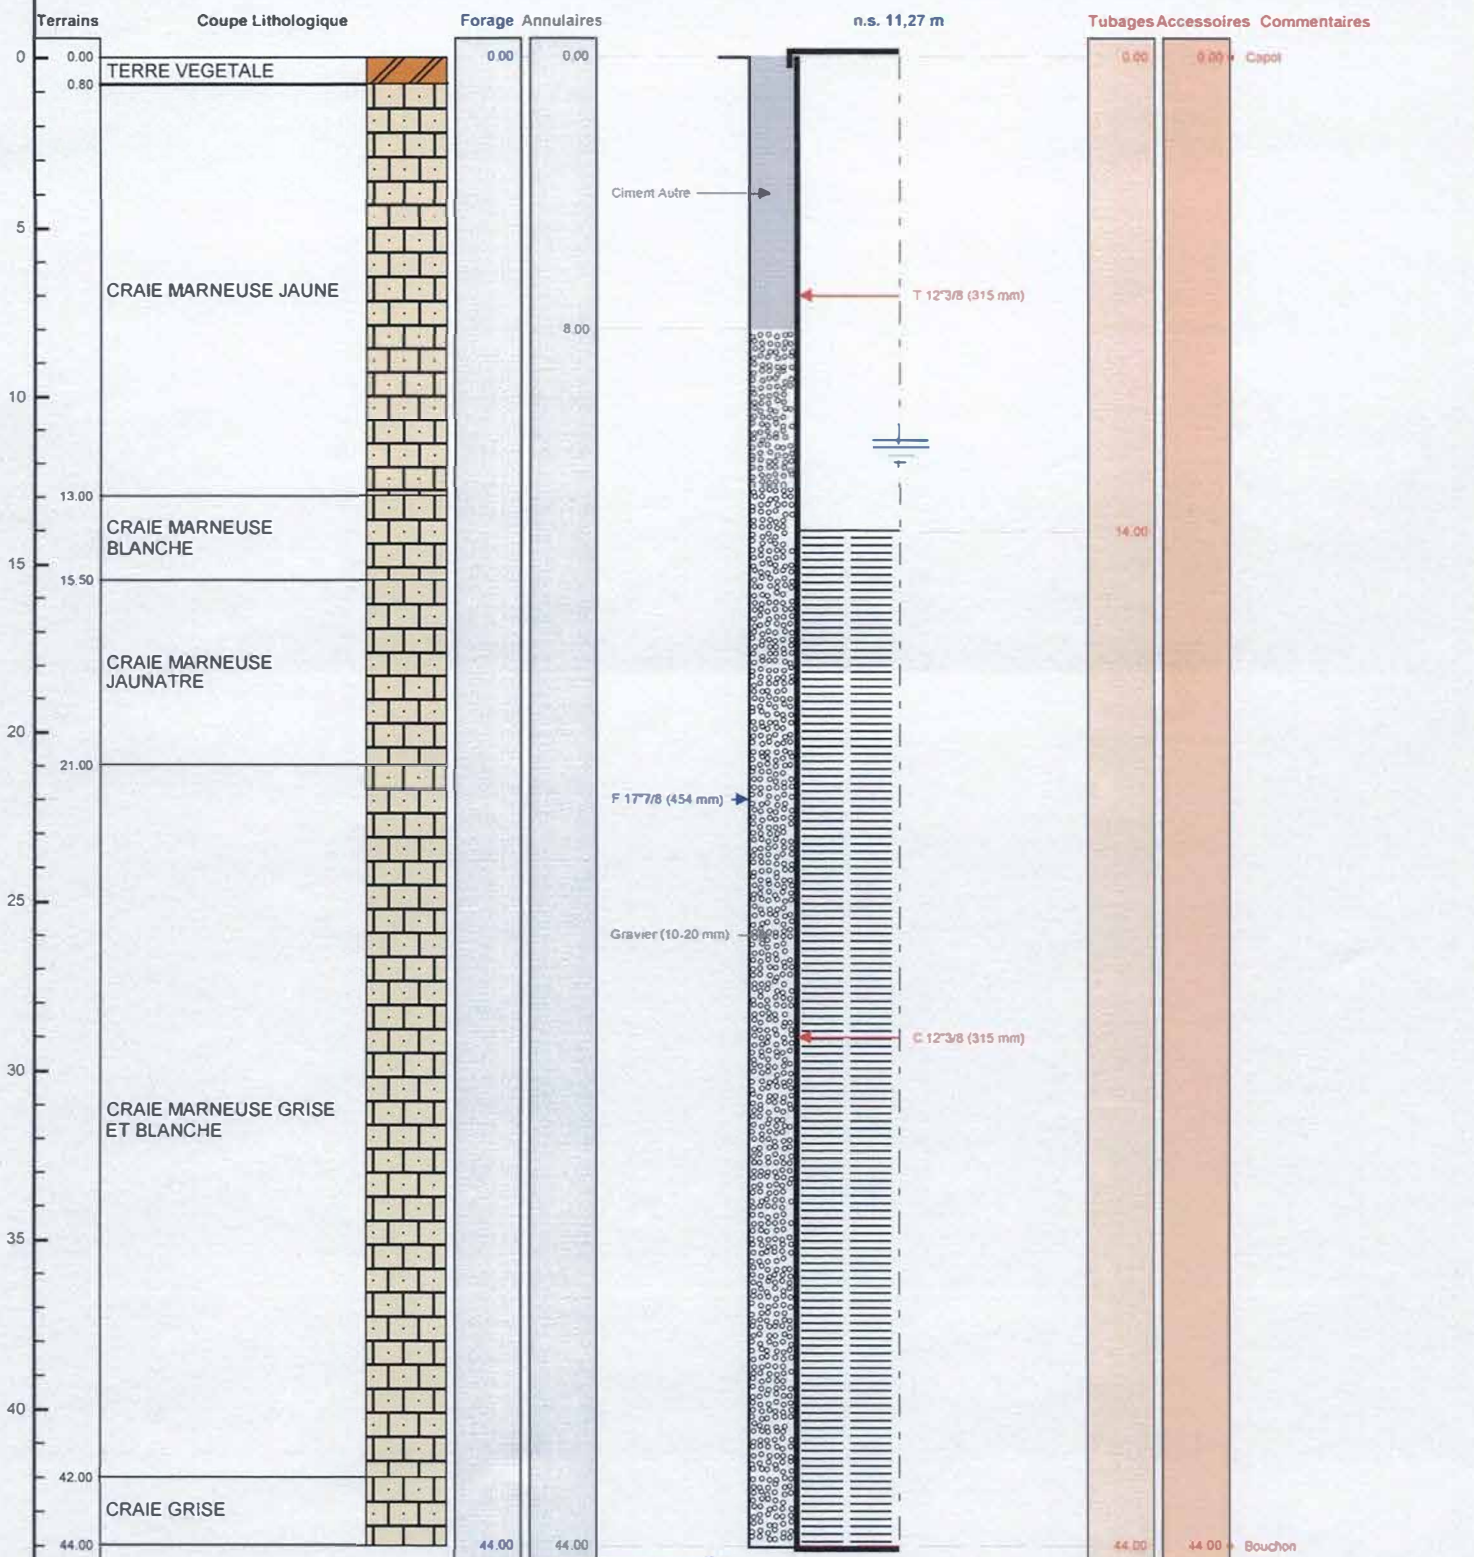 Terrains Coupe Lithologique Forage Annulaires n.s. 11,27 m Tubages Accessoires Commentaires
0 0.00 0.00 0.00 0.00 0.00 Capot
TERRE VEGETALE
0.80
Ciment Autre
5
CRAIE MARNEUSE JAUNE
T 12"3/8 (315 mm)
8.00
10
13.00
CRAIE MARNEUSE
BLANCHE
14.00
15
15.50
CRAIE MARNEUSE
JAUNATRE
20
21.00
F 17"7/8 (454 mm)
25
Gravier (10-20 mm)
C 12"3/8 (315 mm)
30
CRAIE MARNEUSE GRISE
ET BLANCHE
35
40
42.00
CRAIE GRISE
44.00 44.00 44.00 44.00 44.00 Bouchon